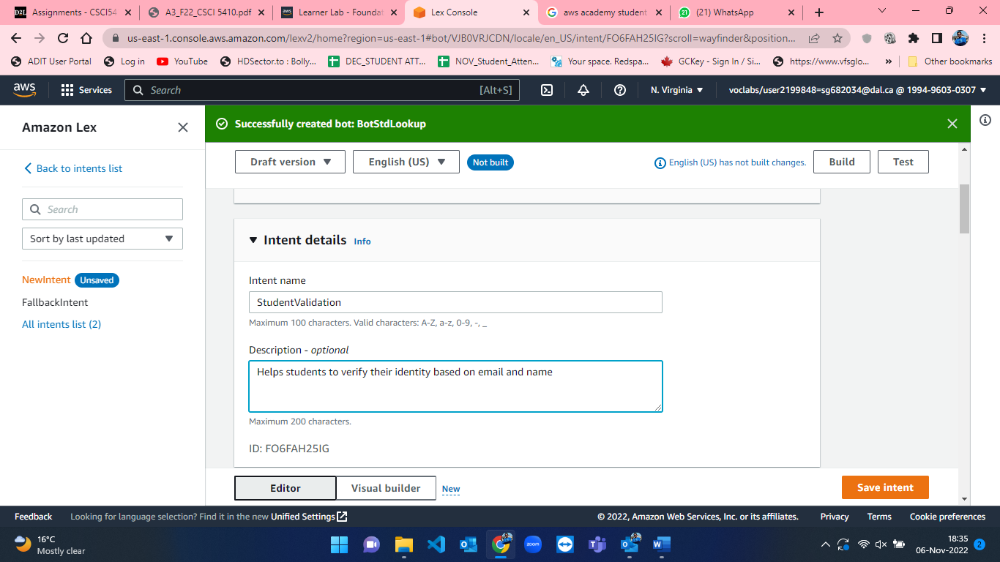 Assignments - CSCI54
A3_F22_CSCI 5410.pdf
Learner Lab - Foundat
Lex Console
aws academy student
(21) WhatsApp
us-east-1.console.aws.amazon.com/lexv2/home?region=us-east-1#bot/VJB0VRJCDN/locale/en_US/intent/FO6FAH25IG?scroll=wayfinder&position...
ADIT User Portal
Log in
YouTube
HDSector.to : Bolly...
DEC_STUDENT ATT...
NOV_Student_Atten...
Your space. Redspa...
GCKey - Sign In / Si...
https://www.vfsglo...
»
Other bookmarks
aws
Services
Search
[Alt+S]
N. Virginia
voclabs/user2199848=sg682034@dal.ca @ 1994-9603-0307
Amazon Lex
Successfully created bot: BotStdLookup
Back to intents list
Draft version
English (US)
Not built
English (US) has not built changes.
Build
Test
Search
Sort by last updated
NewIntent Unsaved
FallbackIntent
All intents list (2)
Intent details Info
Intent name
StudentValidation
Maximum 100 characters. Valid characters: A-Z, a-z, 0-9, -, _
Description - optional
Helps students to verify their identity based on email and name
Maximum 200 characters.
ID: FO6FAH25IG
Editor
Visual builder
New
Save intent
Feedback
Looking for language selection? Find it in the new Unified Settings
© 2022, Amazon Web Services, Inc. or its affiliates.
Privacy
Terms
Cookie preferences
16°C
Mostly clear
zoom
18:35
06-Nov-2022
2